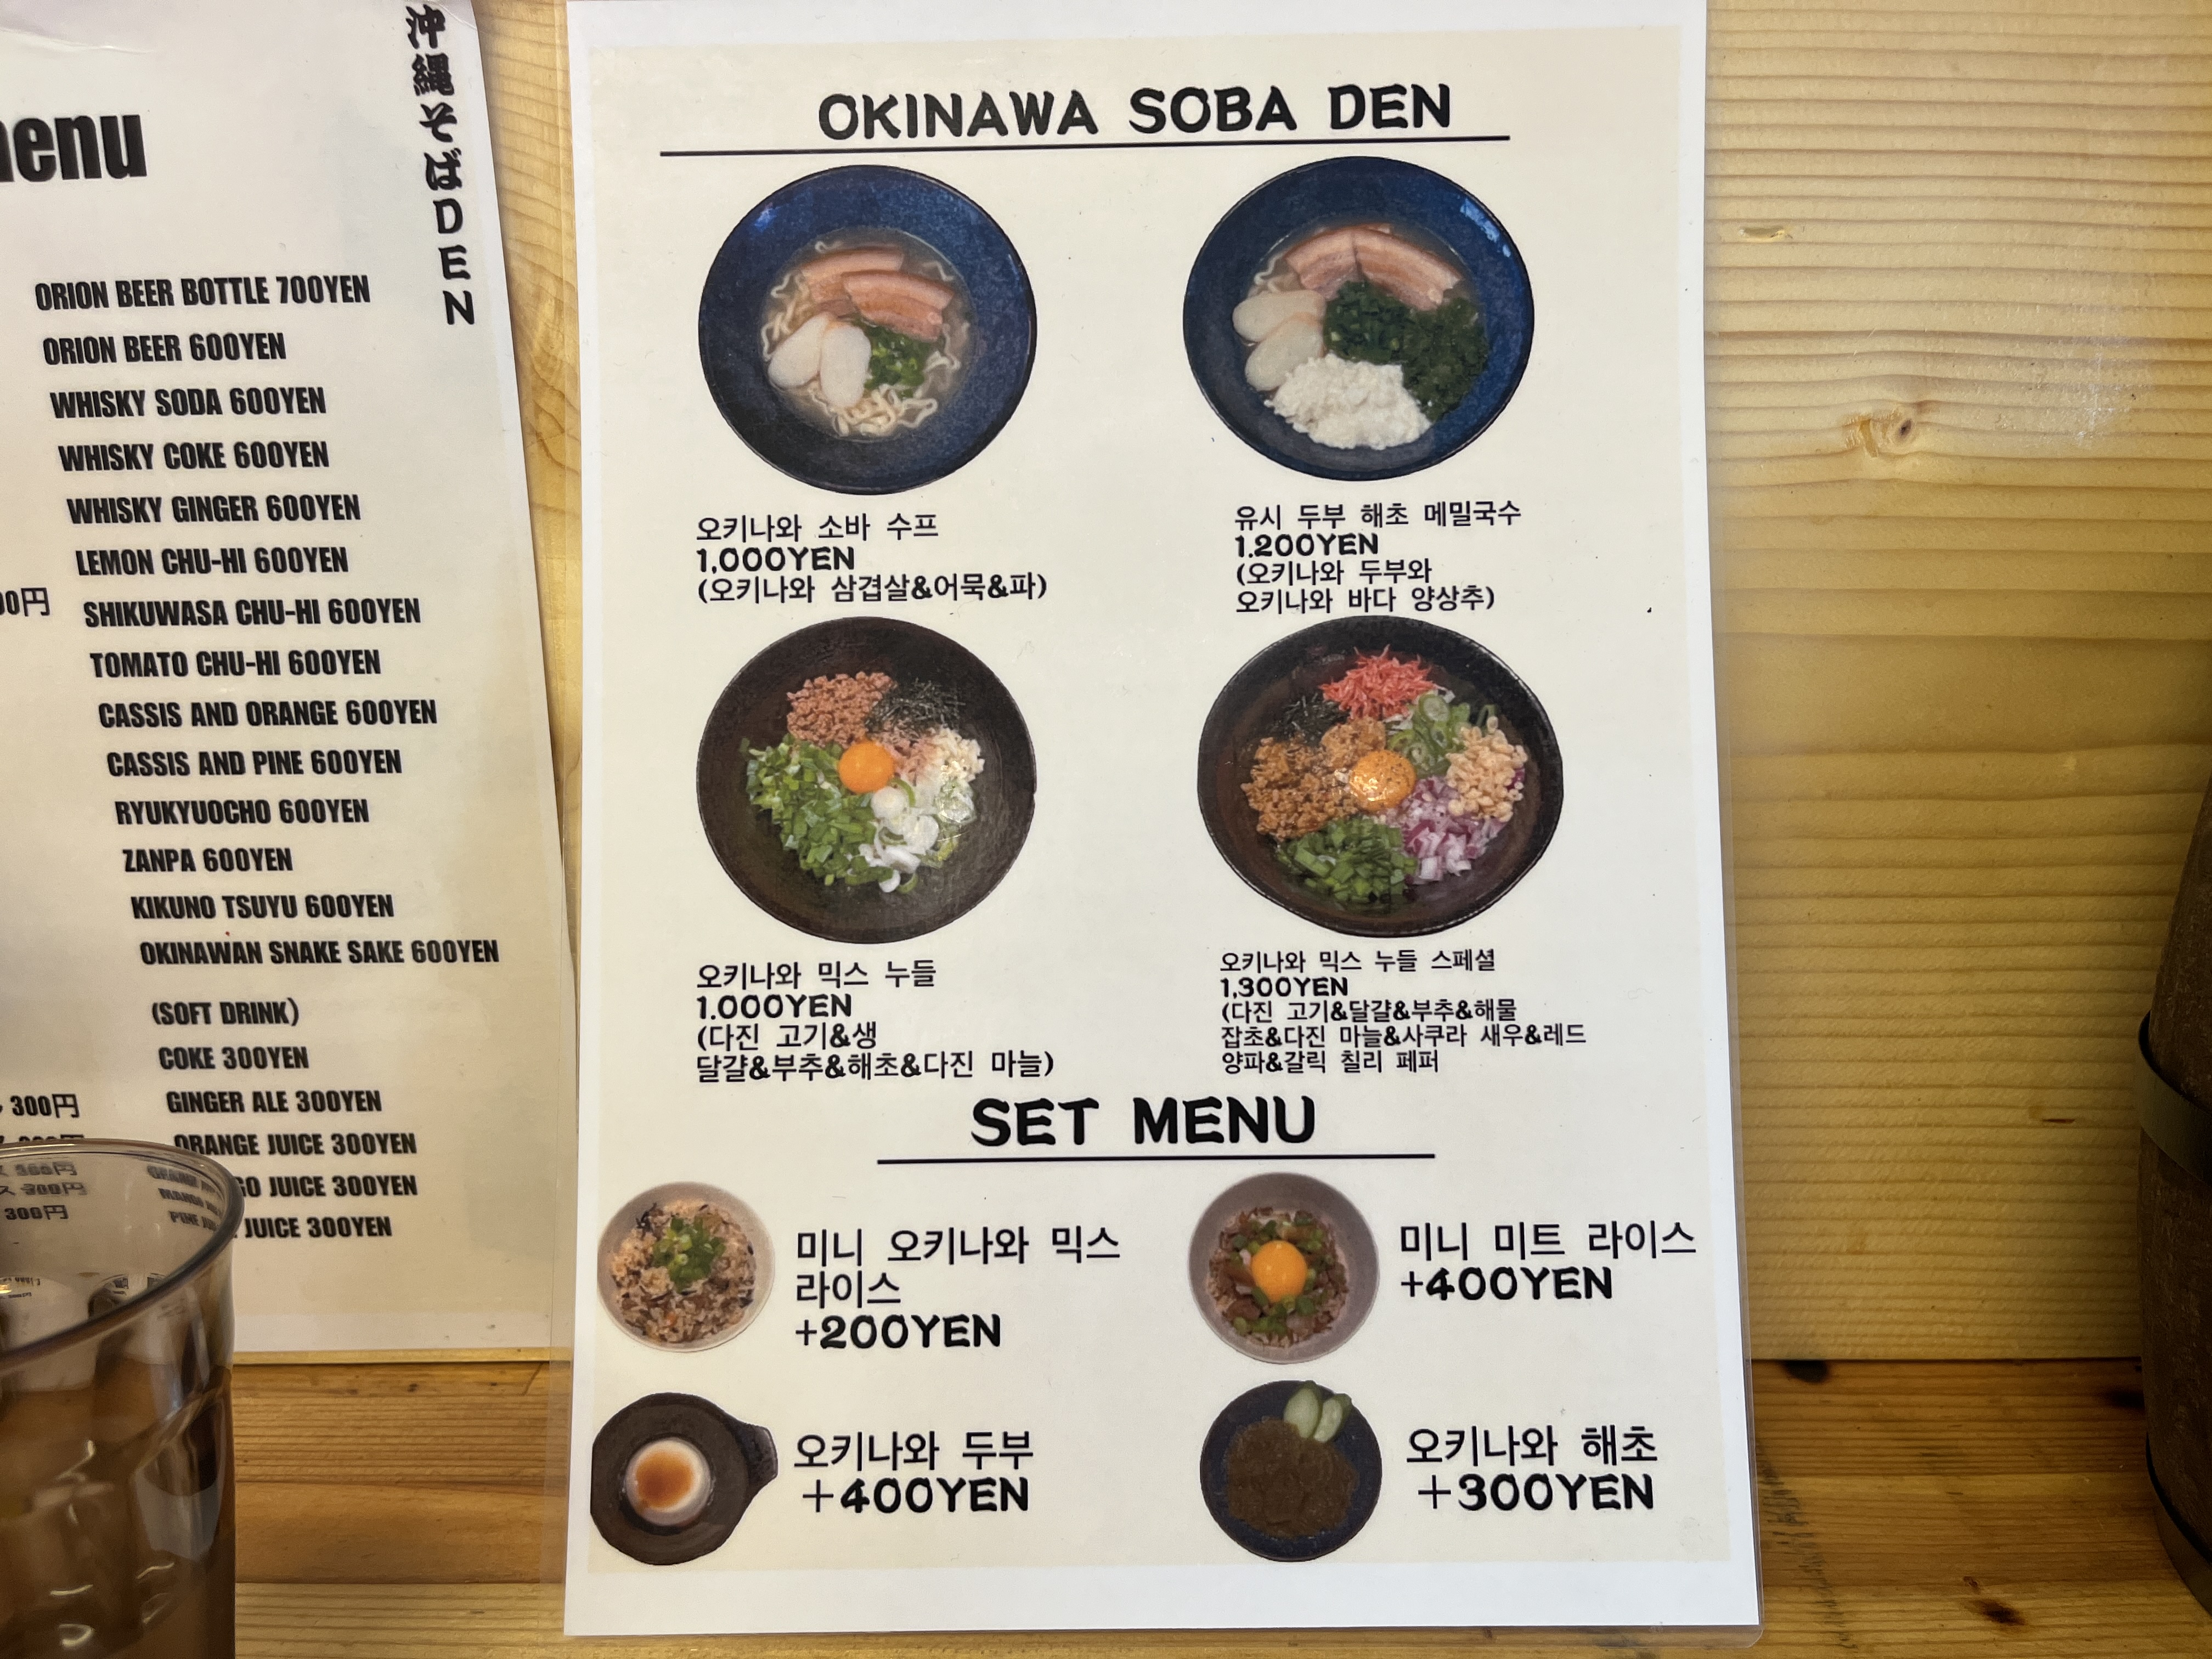 沖縄そばDEN
enu
ORION BEER BOTTLE 700YEN
ORION BEER 600YEN
WHISKY SODA 600YEN
WHISKY COKE 600YEN
WHISKY GINGER 600YEN
LEMON CHU-HI 600YEN
00円
SHIKUWASA CHU-HI 600YEN
TOMATO CHU-HI 600YEN
CASSIS AND ORANGE 600YEN
CASSIS AND PINE 600YEN
RYUKYUOCHO 600YEN
ZANPA 600YEN
KIKUNO TSUYU 600YEN
OKINAWAN SNAKE SAKE 600YEN
(SOFT DRINK)
COKE 300YEN
300円
GINGER ALE 300YEN
ORANGE JUICE 300YEN
GO JUICE 300YEN
300円
JUICE 300YEN
OKINAWA SOBA DEN
오키나와 소바 수프
1,000YEN
(오키나와 삼겹살&어묵&파)
유시 두부 해초 메밀국수
1.200YEN
(오키나와 두부와
오키나와 바다 양상추)
오키나와 믹스 누들
1.000YEN
(다진 고기&생
달걀&부추&해초&다진 마늘)
오키나와 믹스 누들 스페셜
1,300YEN
(다진 고기&달걀&부추&해물
잡초&다진 마늘&사쿠라 새우&레드
양파&갈릭 칠리 페퍼
SET MENU
미니 오키나와 믹스
라이스
+200YEN
미니 미트 라이스
+400YEN
오키나와 두부
+400YEN
오키나와 해초
+300YEN